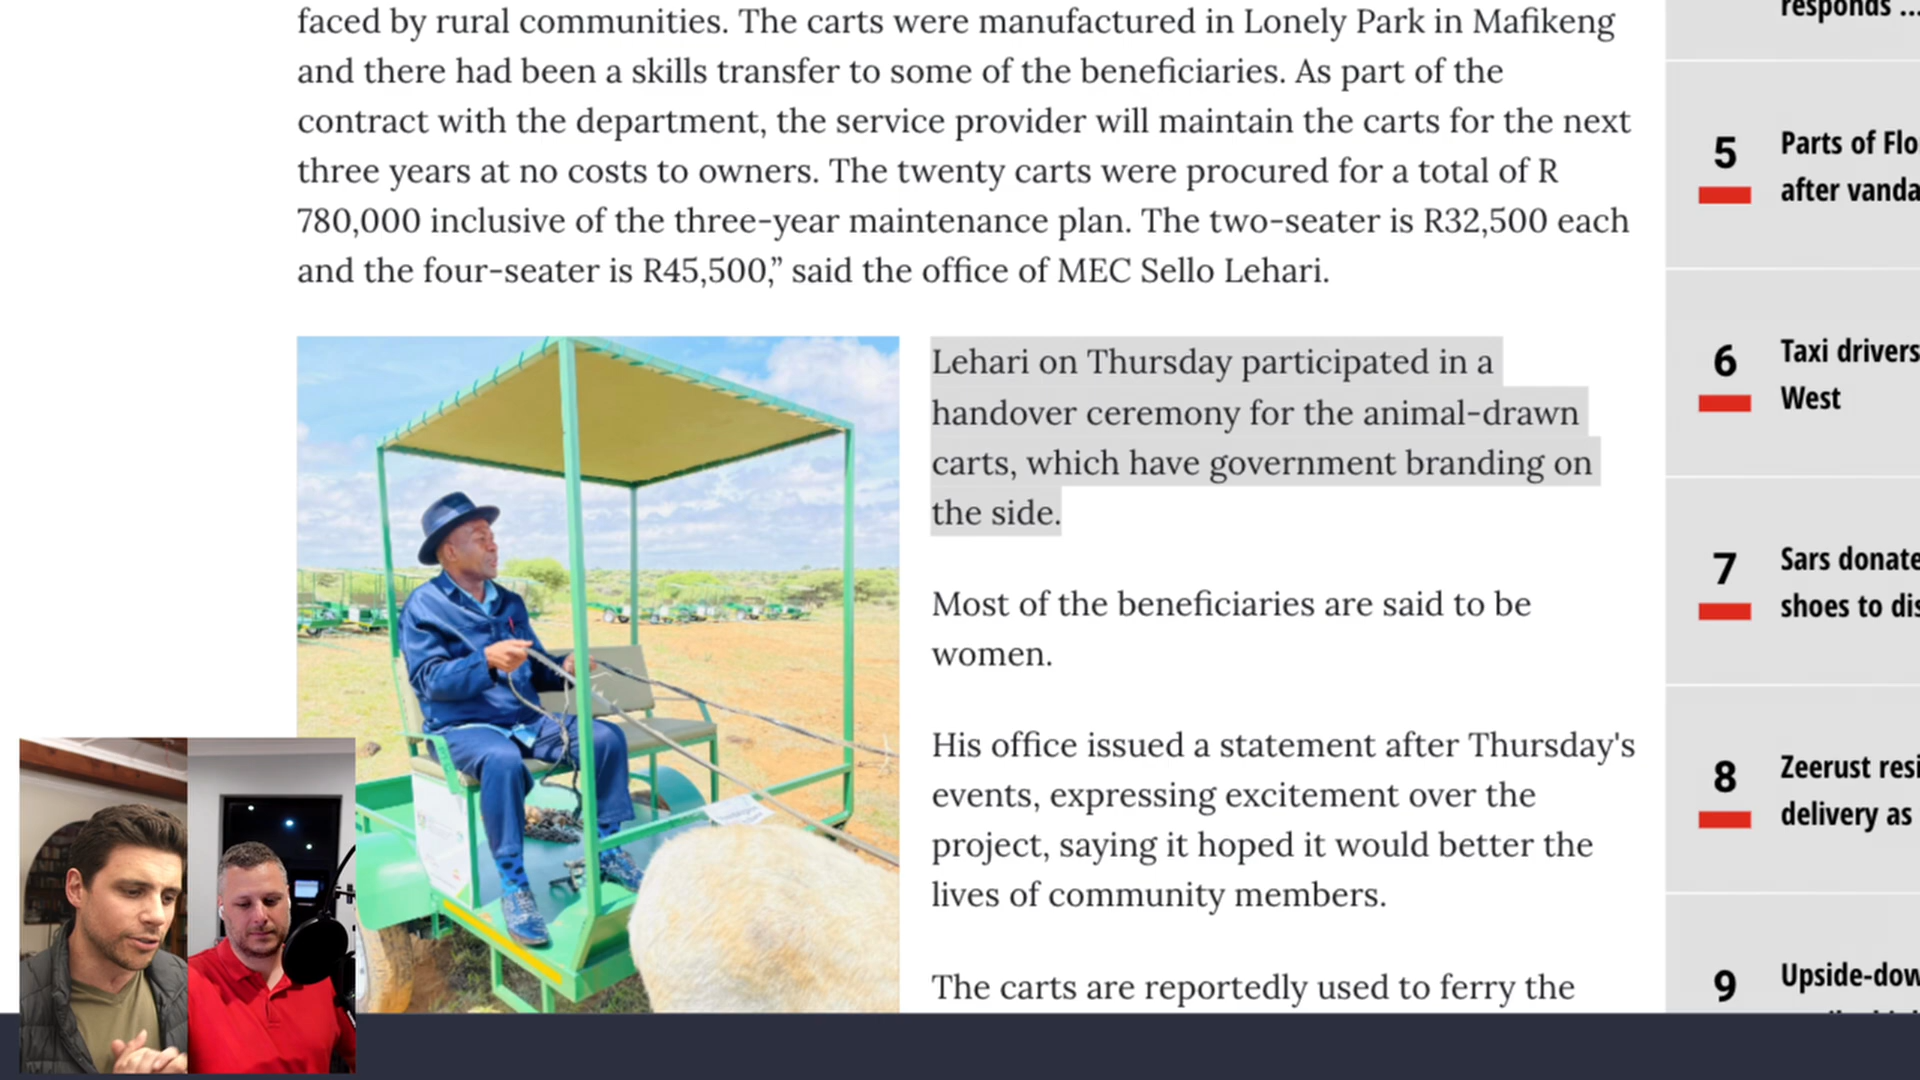 faced by rural communities. The carts were manufactured in Lonely Park in Mafikeng
and there had been a skills transfer to some of the beneficiaries. As part of the
contract with the department, the service provider will maintain the carts for the next
three years at no costs to owners. The twenty carts were procured for a total of R
780,000 inclusive of the three-year maintenance plan. The two-seater is R32,500 each
and the four-seater is R45,500,” said the office of MEC Sello Lehari.
Lehari on Thursday participated in a
handover ceremony for the animal-drawn
carts, which have government branding on
the side.
Most of the beneficiaries are said to be
women.
His office issued a statement after Thursday's
events, expressing excitement over the
project, saying it hoped it would better the
lives of community members.
The carts are reportedly used to ferry the
responds ...
5
Parts of Flo
after vanda
6
Taxi drivers
West
7
Sars donate
shoes to dis
8
Zeerust resi
delivery as
9
Upside-dow